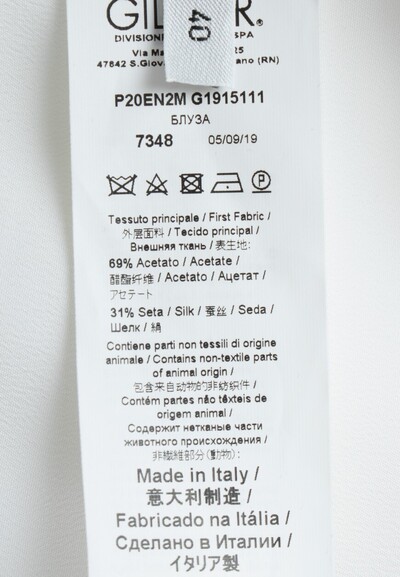 40
DIVISION SPA
Via Ma 25
47842 S.Giov ano (RN)
P20EN2M G1915111
БЛУЗА
7348 05/09/19
P
Tessuto principale / First Fabric /
外层面料 / Tecido principal /
Внешняя ткань / 表生地:
69% Acetato / Acetate /
醋酯纤维 / Acetato / Ацетат /
アセテート
31% Seta / Silk / 蚕丝 / Seda /
Шелк / 絹
Contiene parti non tessili di origine
animale / Contains non-textile parts
of animal origin /
包含来自动物的非纺织件 /
Contém partes não têxteis de
origem animal /
Содержит нетканые части
животного происхождения /
非繊維部分(動物):
Made in Italy /
意大利制造 /
Fabricado na Itália /
Сделано в Италии /
イタリア製